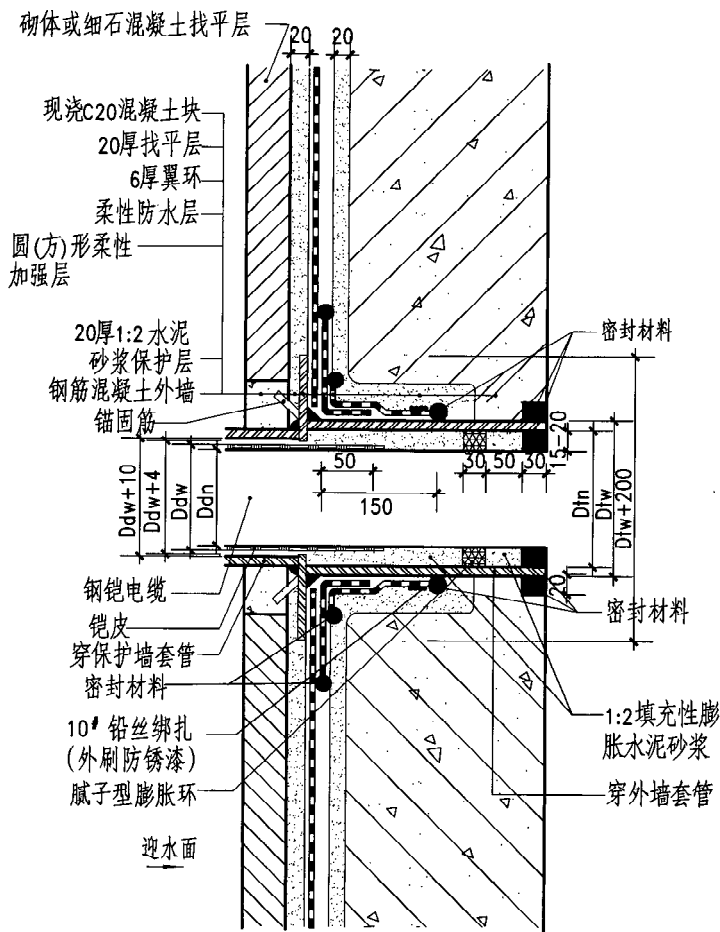 砌体或细石混凝土找平层
20
20
现浇C20混凝土块
20厚找平层
6厚翼环
柔性防水层
圆(方)形柔性
加强层
20厚1:2水泥
砂浆保护层
钢筋混凝土外墙
锚固筋
密封材料
15-20
50
30
50
30
150
Ddw+10
Ddw+4
Ddw
Ddn
Dtn
Dtw
Dtw+200
20
钢铠电缆
铠皮
穿保护墙套管
密封材料
密封材料
10# 铅丝绑扎
(外刷防锈漆)
腻子型膨胀环
1:2填充性膨
胀水泥砂浆
穿外墙套管
迎水面